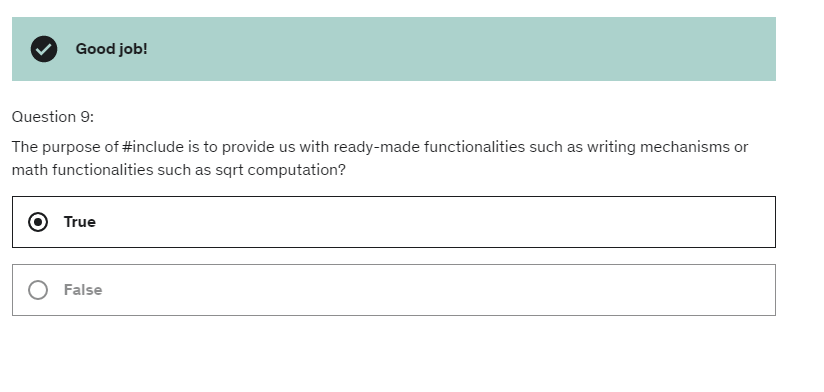 Good job!
Question 9:
The purpose of #include is to provide us with ready-made functionalities such as writing mechanisms or
math functionalities such as sqrt computation?
True
False